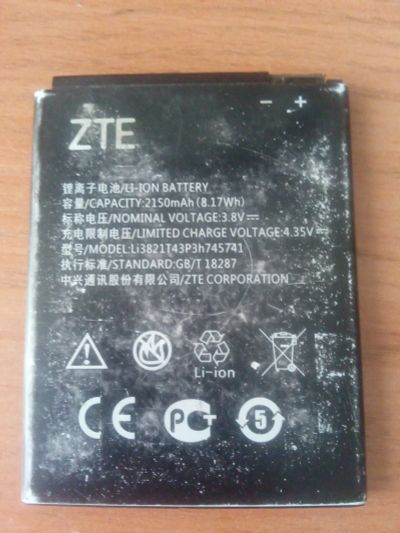 - +
ZTE
锂离子电池/LI-ION BATTERY
容量/CAPACITY:2150mAh(8.17Wh)
标称电压/NOMINAL VOLTAGE:3.8V⎓
充电限制电压/LIMITED CHARGE VOLTAGE:4.35V⎓
型号/MODEL:Li3821T43P3h745741
执行标准/STANDARD:GB/T 18287
中兴通讯股份有限公司/ZTE CORPORATION
Li-ion
CE PCT 5